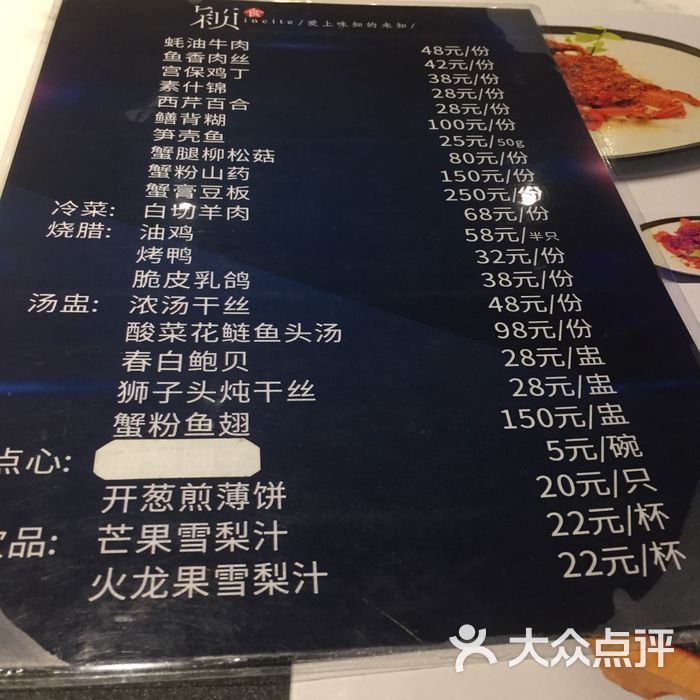 颖 食 incite /爱上味知的未知/
蚝油牛肉 48元/份
鱼香肉丝 42元/份
宫保鸡丁 38元/份
素什锦 28元/份
西芹百合 28元/份
鳝背糊 100元/份
笋壳鱼 25元/50g
蟹腿柳松菇 80元/份
蟹粉山药 150元/份
蟹膏豆板 250元/份
冷菜: 白切羊肉 68元/份
烧腊: 油鸡 58元/半只
烤鸭 32元/份
脆皮乳鸽 38元/份
汤盅: 浓汤干丝 48元/份
酸菜花鲢鱼头汤 98元/份
春白鲍贝 28元/盅
狮子头炖干丝 28元/盅
蟹粉鱼翅 150元/盅
点心: 5元/碗
开葱煎薄饼 20元/只
饮品: 芒果雪梨汁 22元/杯
火龙果雪梨汁 22元/杯
大众点评